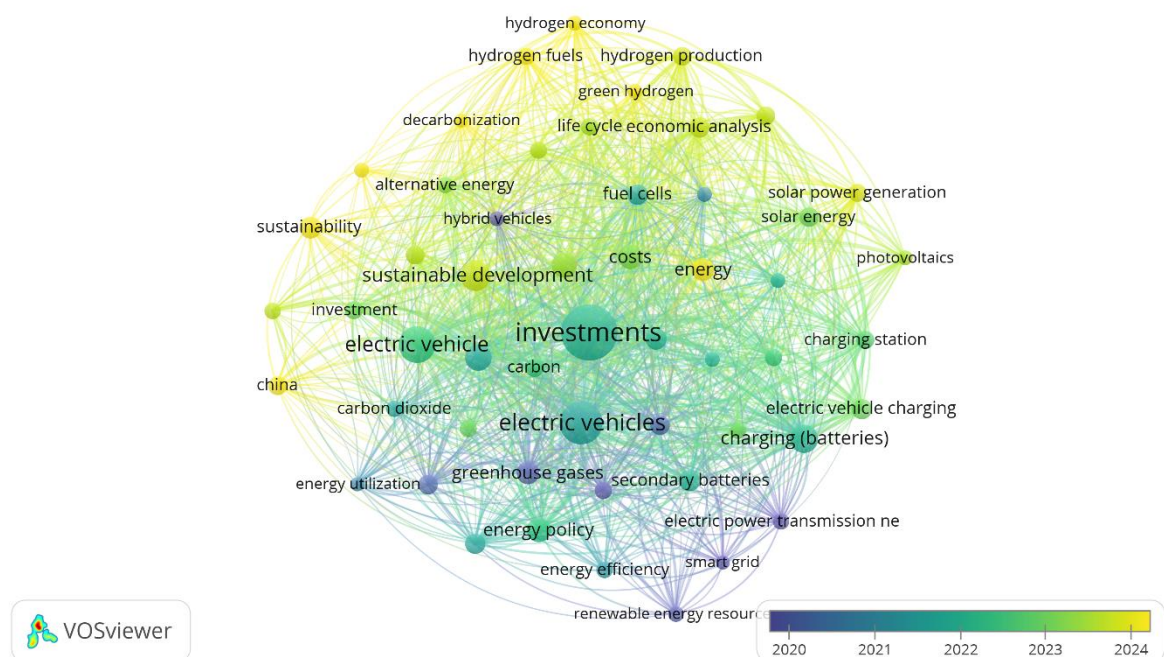 hydrogen economy
hydrogen fuels
hydrogen production
green hydrogen
decarbonization
life cycle
economic analysis
alternative energy
fuel cells
solar power generation
hybrid vehicles
solar energy
sustainability
costs
photovoltaics
sustainable development
energy
investment
investments
electric vehicle
charging station
carbon
china
carbon dioxide
electric vehicle charging
electric vehicles
charging (batteries)
greenhouse gases
secondary batteries
energy utilization
electric power transmission ne
energy policy
smart grid
energy efficiency
renewable energy resourc
VOSviewer
2020 2021 2022 2023 2024